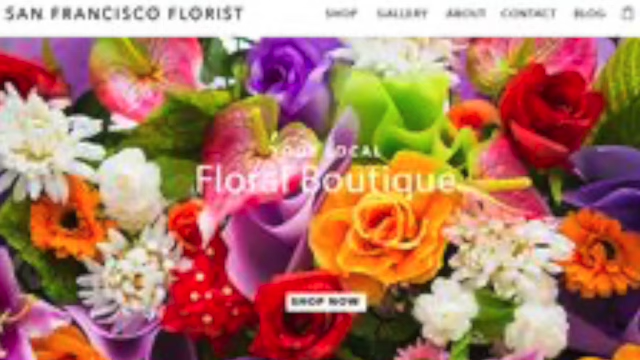 SAN FRANCISCO FLORIST
SHOP GALLERY ABOUT CONTACT BLOG
YOUR LOCAL
Floral Boutique
SHOP NOW